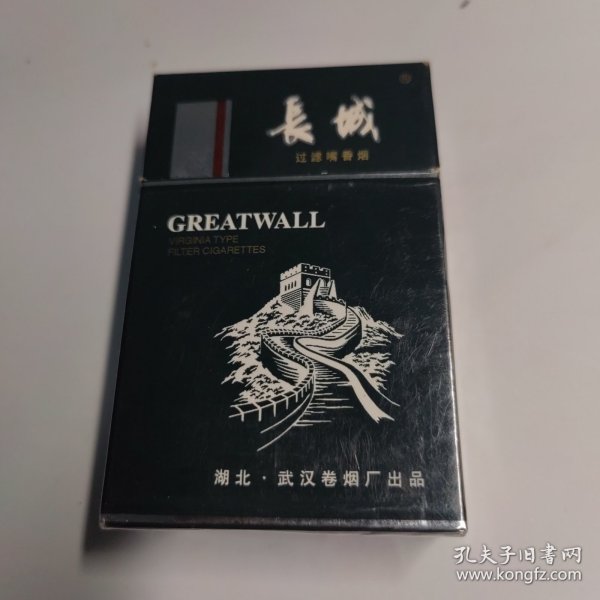 長城
过滤嘴香烟
GREATWALL
VIRGINIA TYPE
FILTER CIGARETTES
湖北·武汉卷烟厂出品
孔夫子旧书网
www.kongfz.com